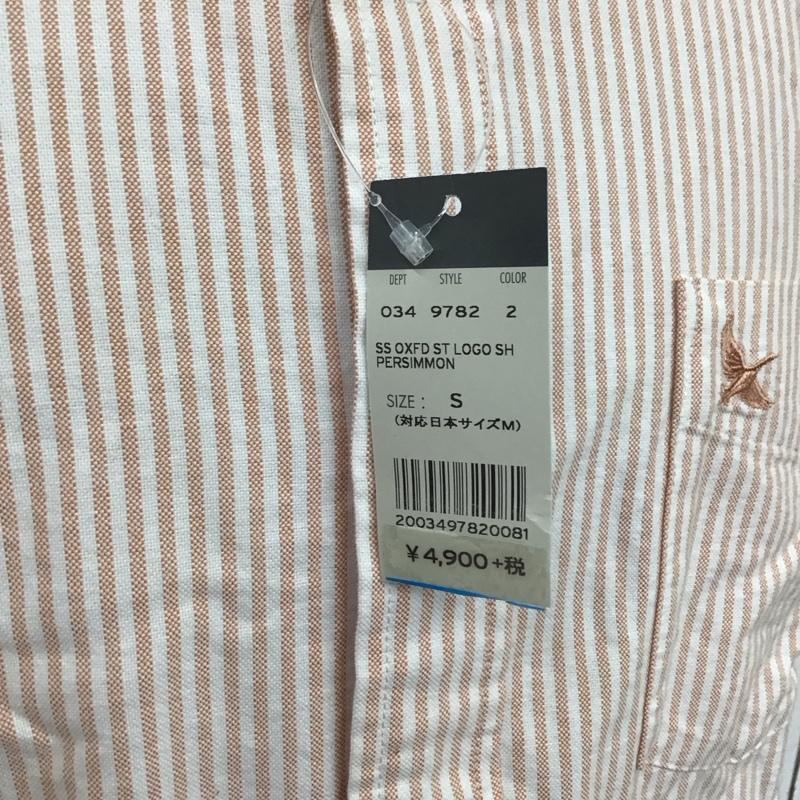 DEPT STYLE COLOR
034 9782 2
SS OXFD ST LOGO SH
PERSIMMON
SIZE : S
(対応日本サイズM)
2003497820081
¥4,900+税